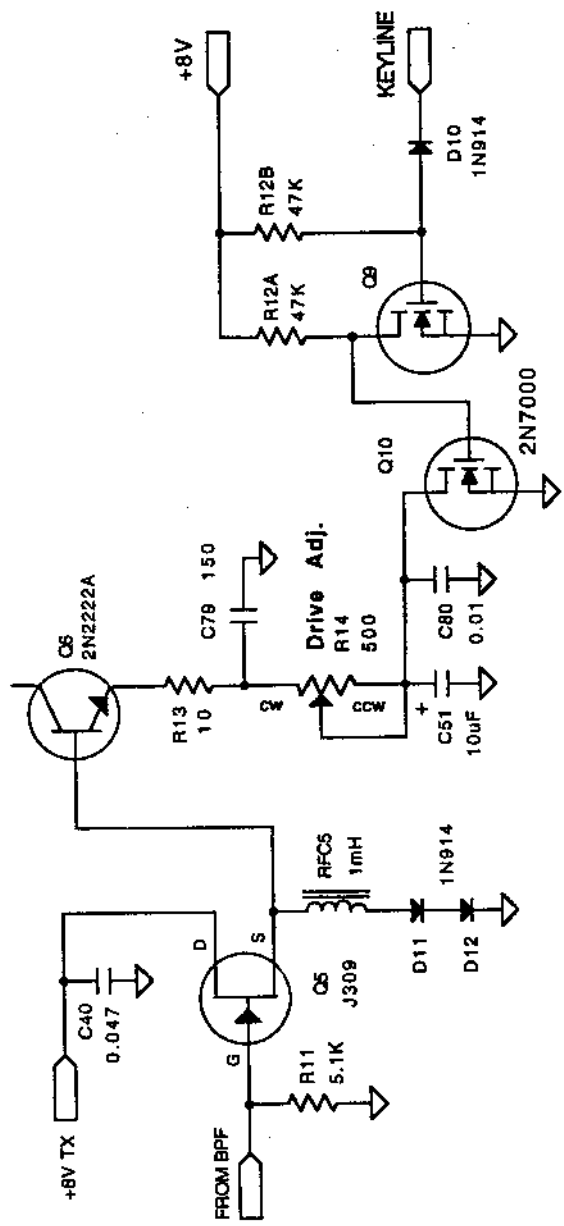 +8V TX
C40
0.047
FROM BPF
R11
5.1K
G
D
S
Q5
J309
RFC5
1mH
D11
D12
1N914
Q6
2N2222A
R13
10
C79 150
CW
CCW
Drive Adj.
R14
500
+
C51
10uF
C80
0.01
Q10
2N7000
R12A
47K
R12B
47K
Q9
+8V
KEYLINE
D10
1N914